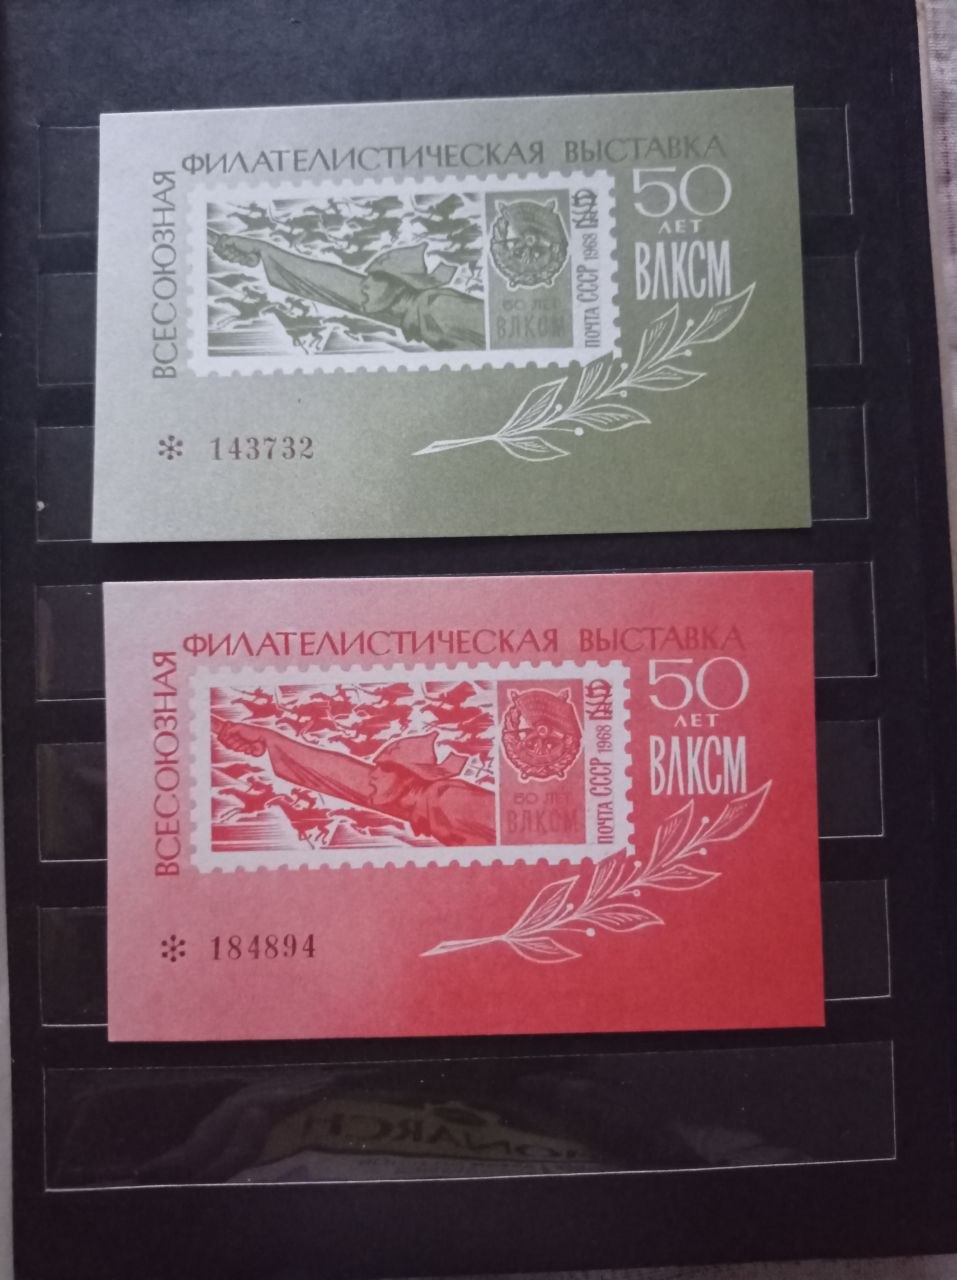 ВСЕСОЮЗНАЯ
ФИЛАТЕЛИСТИЧЕСКАЯ ВЫСТАВКА
50
ЛЕТ
ВЛКСМ
50 ЛЕТ
ВЛКСМ
ПОЧТА СССР 1968
143732
ВСЕСОЮЗНАЯ
ФИЛАТЕЛИСТИЧЕСКАЯ ВЫСТАВКА
50
ЛЕТ
ВЛКСМ
50 ЛЕТ
ВЛКСМ
ПОЧТА СССР 1968
184894